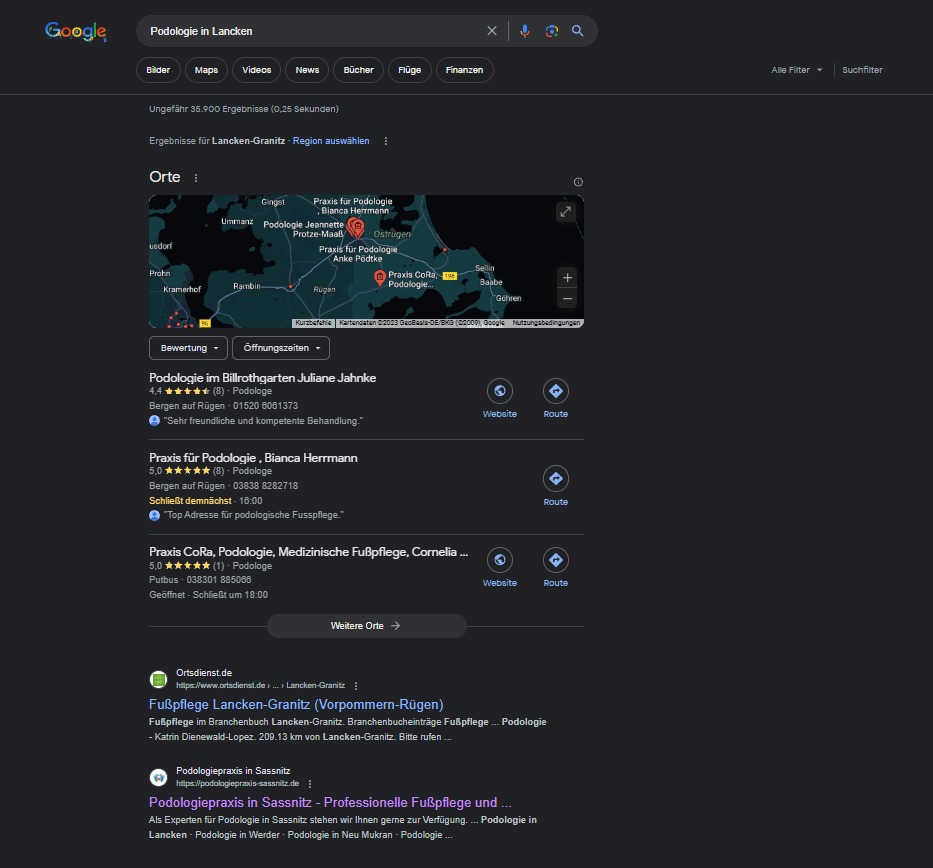 Google
Podologie in Lancken
Bilder Maps Videos News Bücher Flüge Finanzen Alle Filter Suchfilter
Ungefähr 35.900 Ergebnisse (0,25 Sekunden)
Ergebnisse für Lancken-Granitz · Region auswählen
Orte
Gingst
Praxis für Podologie
, Bianca Herrmann
Ummanz
Podologie Jeannette
Protze-Maaß
Ostrügen
usdorf
Praxis für Podologie
Anke Pödtke
Prohn
Praxis CoRa,
Podologie...
196
Sellin
Kramerhof
Rambin
Rügen
Baabe
Göhren
96
Kurzbefehle Kartendaten ©2023 GeoBasis-DE/BKG (©2009), Google Nutzungsbedingungen
Bewertung Öffnungszeiten
Podologie im Billrothgarten Juliane Jahnke
4,4 (8) · Podologe
Bergen auf Rügen · 01520 6061373
"Sehr freundliche und kompetente Behandlung."
Website Route
Praxis für Podologie , Bianca Herrmann
5,0 (8) · Podologe
Bergen auf Rügen · 03838 8282718
Schließt demnächst · 16:00
"Top Adresse für podologische Fusspflege."
Route
Praxis CoRa, Podologie, Medizinische Fußpflege, Cornelia ...
5,0 (1) · Podologe
Putbus · 038301 885066
Geöffnet · Schließt um 18:00
Website Route
Weitere Orte
Ortsdienst.de
https://www.ortsdienst.de › ... › Lancken-Granitz
Fußpflege Lancken-Granitz (Vorpommern-Rügen)
Fußpflege im Branchenbuch Lancken-Granitz. Branchenbucheinträge Fußpflege ... Podologie
- Katrin Dienewald-Lopez. 209.13 km von Lancken-Granitz. Bitte rufen ...
Podologiepraxis in Sassnitz
https://podologiepraxis-sassnitz.de
Podologiepraxis in Sassnitz - Professionelle Fußpflege und ...
Als Experten für Podologie in Sassnitz stehen wir Ihnen gerne zur Verfügung. ... Podologie in
Lancken · Podologie in Werder · Podologie in Neu Mukran · Podologie ...